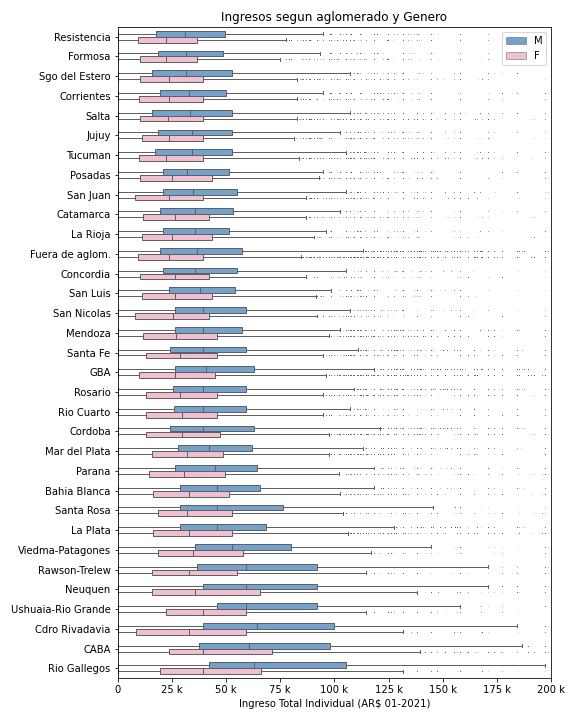 Ingresos segun aglomerado y Genero
M
F
Resistencia
Formosa
Sgo del Estero
Corrientes
Salta
Jujuy
Tucuman
Posadas
San Juan
Catamarca
La Rioja
Fuera de aglom.
Concordia
San Luis
San Nicolas
Mendoza
Santa Fe
GBA
Rosario
Rio Cuarto
Cordoba
Mar del Plata
Parana
Bahia Blanca
Santa Rosa
La Plata
Viedma-Patagones
Rawson-Trelew
Neuquen
Ushuaia-Rio Grande
Cdro Rivadavia
CABA
Rio Gallegos
0 25 k 50 k 75 k 100 k 125 k 150 k 175 k 200 k
Ingreso Total Individual (AR$ 01-2021)